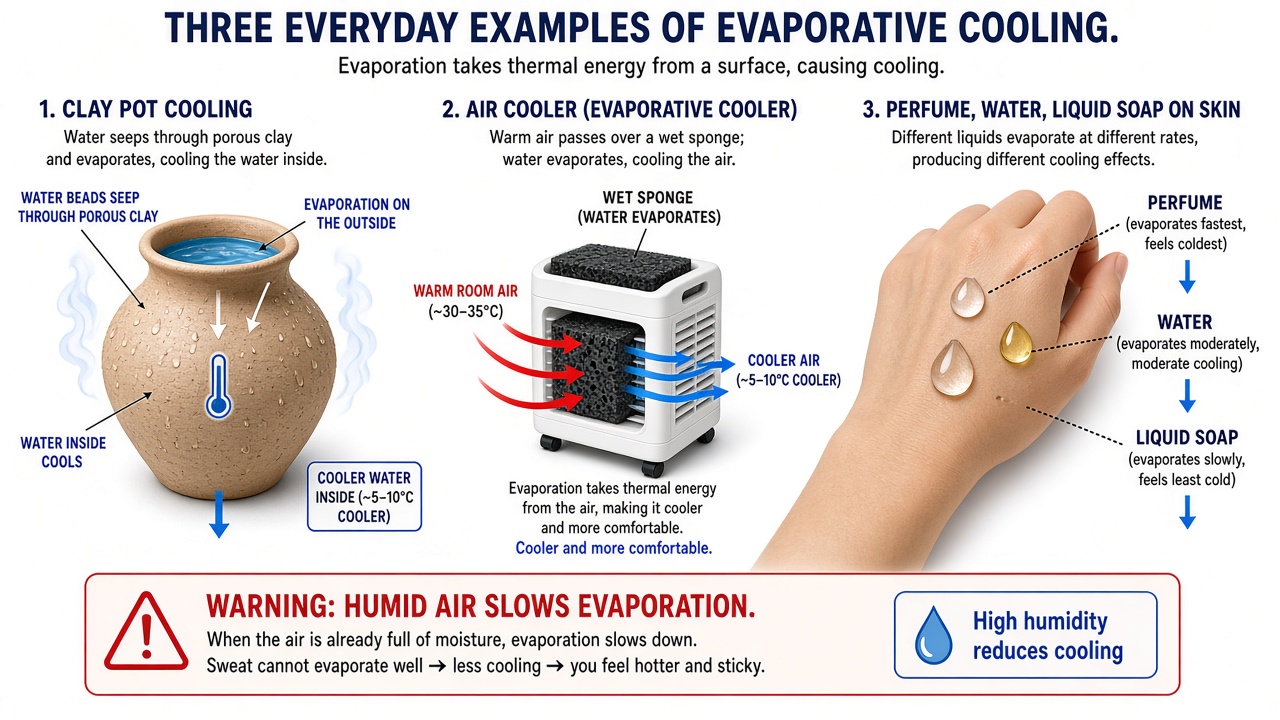 THREE EVERYDAY EXAMPLES OF EVAPORATIVE COOLING.
Evaporation takes thermal energy from a surface, causing cooling.
1. CLAY POT COOLING
Water seeps through porous clay
and evaporates, cooling the water inside.
WATER BEADS SEEP
THROUGH POROUS CLAY
EVAPORATION ON
THE OUTSIDE
WATER INSIDE
COOLS
COOLER WATER
INSIDE (~5–10°C
COOLER)
2. AIR COOLER (EVAPORATIVE COOLER)
Warm air passes over a wet sponge;
water evaporates, cooling the air.
WET SPONGE
(WATER EVAPORATES)
WARM ROOM AIR
(~30–35°C)
COOLER AIR
(~5–10°C COOLER)
Evaporation takes thermal energy
from the air, making it cooler
and more comfortable.
Cooler and more comfortable.
3. PERFUME, WATER, LIQUID SOAP ON SKIN
Different liquids evaporate at different rates,
producing different cooling effects.
PERFUME
(evaporates fastest,
feels coldest)
WATER
(evaporates moderately,
moderate cooling)
LIQUID SOAP
(evaporates slowly,
feels least cold)
WARNING: HUMID AIR SLOWS EVAPORATION.
When the air is already full of moisture, evaporation slows down.
Sweat cannot evaporate well → less cooling → you feel hotter and sticky.
High humidity
reduces cooling